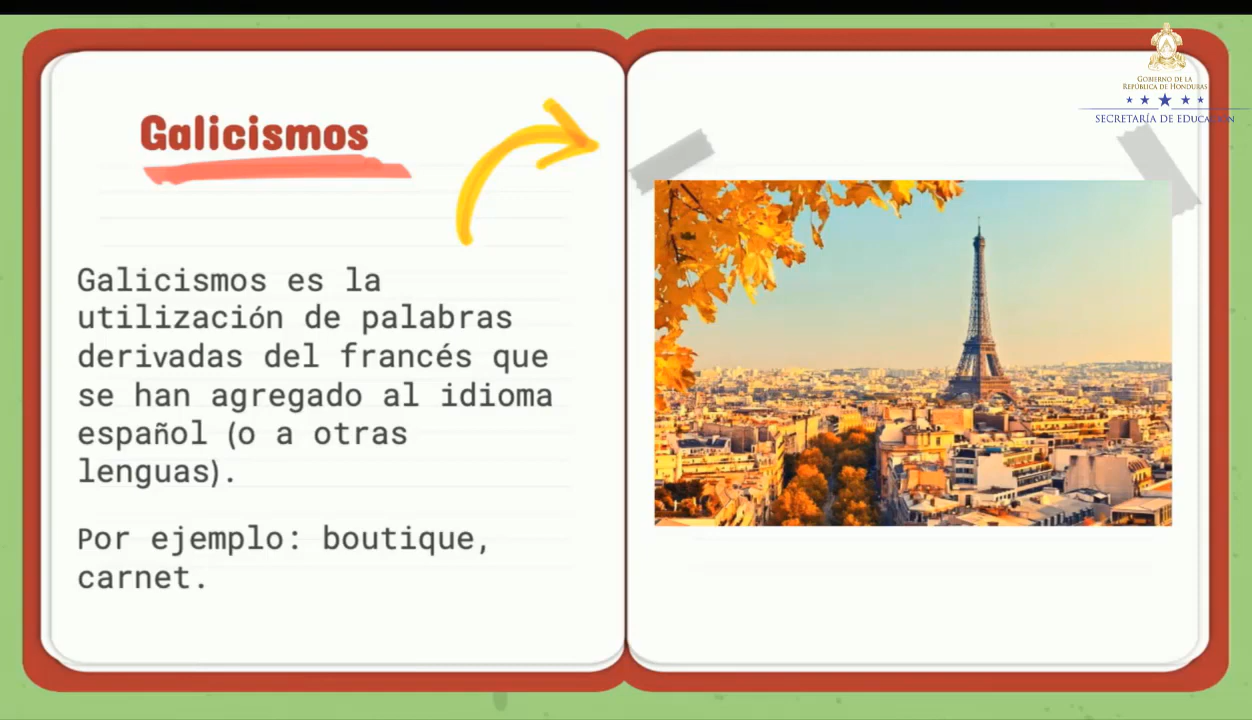 Galicismos
Galicismos es la
utilización de palabras
derivadas del francés que
se han agregado al idioma
español (o a otras
lenguas).
Por ejemplo: boutique,
carnet.
GOBIERNO DE LA
REPÚBLICA DE HONDURAS
SECRETARÍA DE EDUCACIÓN